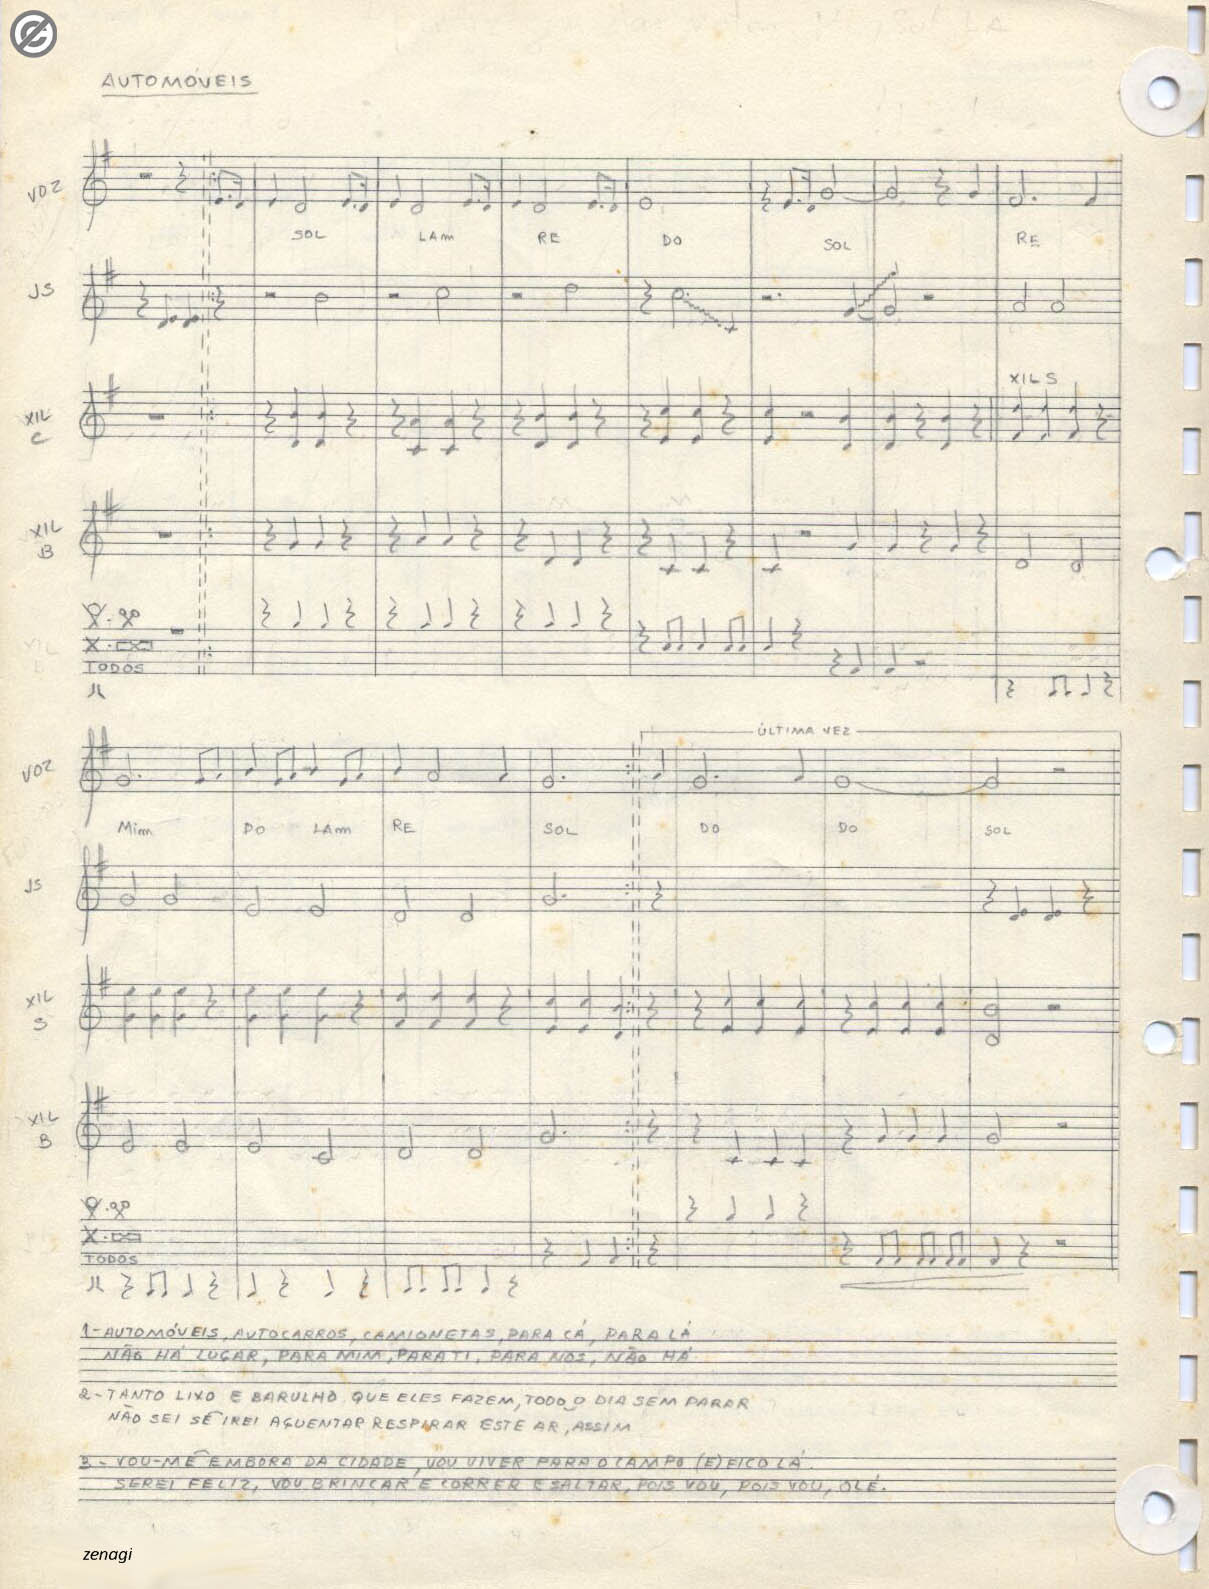 AUTOMÓVEIS
VOZ
SOL LAm RE DO SOL RE
JS
XIL S
XIL
C
XIL
B
TODOS
ÚLTIMA VEZ
VOZ
Mim DO LAm RE SOL DO DO SOL
JS
XIL
S
XIL
B
TODOS
1-AUTOMÓVEIS, AUTOCARROS, CAMIONETAS, PARA CÁ, PARA LÁ
NÃO HÁ LUGAR, PARA MIM, PARA TI, PARA NÓS, NÃO HÁ.
2-TANTO LIXO E BARULHO QUE ELES FAZEM, TODO O DIA SEM PARAR
NÃO SEI SE IREI AGUENTAR RESPIRAR ESTE AR, ASSIM
3- VOU-ME EMBORA DA CIDADE, VOU VIVER PARA O CAMPO (E) FICO LÁ.
SEREI FELIZ, VOU BRINCAR E CORRER E SALTAR, POIS VOU, POIS VOU, OLÉ.
zenagi